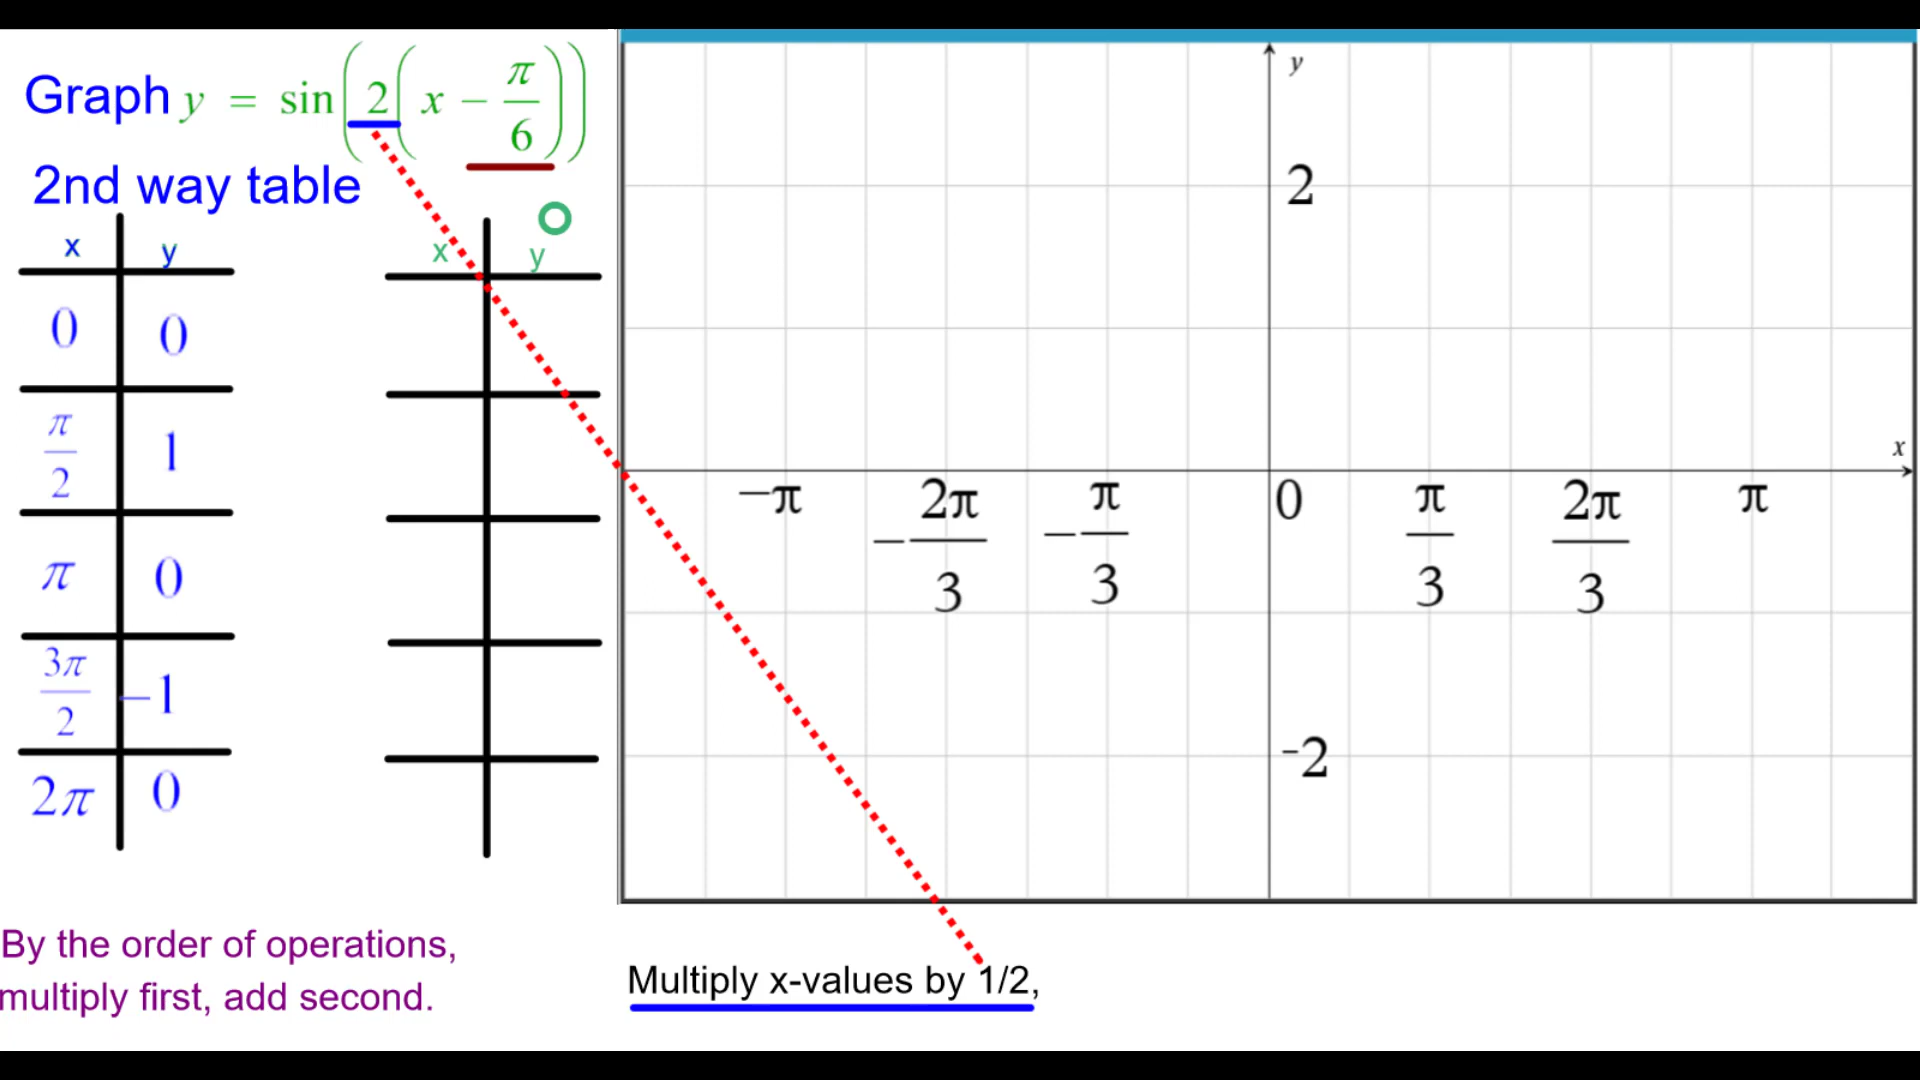 Graph y = sin(2(x − π/6))
2nd way table
x y
0 0
π/2 1
π 0
3π/2 −1
2π 0
x y
y
2
x
−π −2π/3 −π/3 0 π/3 2π/3 π
-2
By the order of operations,
multiply first, add second.
Multiply x-values by 1/2,